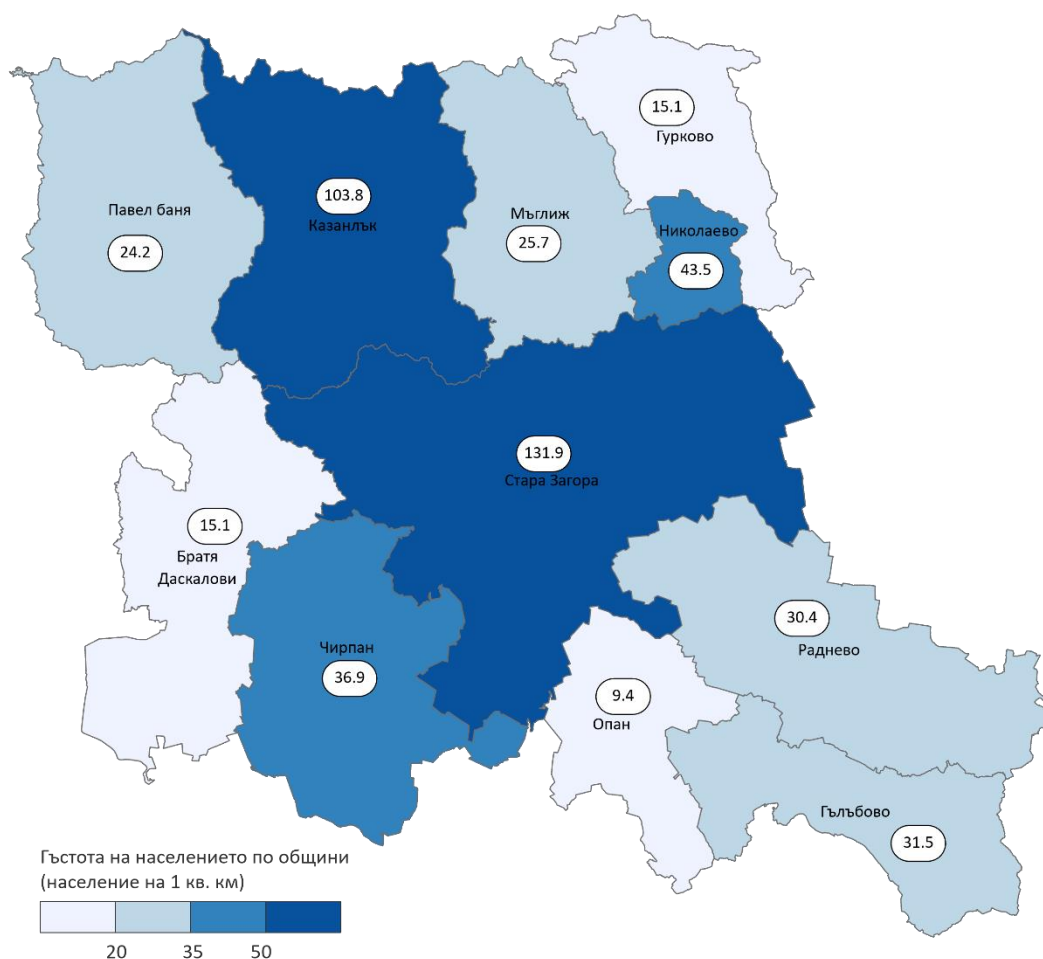 15.1
Гурково
103.8
Казанлък
Павел баня
24.2
Мъглиж
25.7
Николаево
43.5
131.9
Стара Загора
15.1
Братя
Даскалови
Чирпан
36.9
30.4
Раднево
9.4
Опан
Гълъбово
31.5
Гъстота на населението по общини
(население на 1 кв. км)
20 35 50